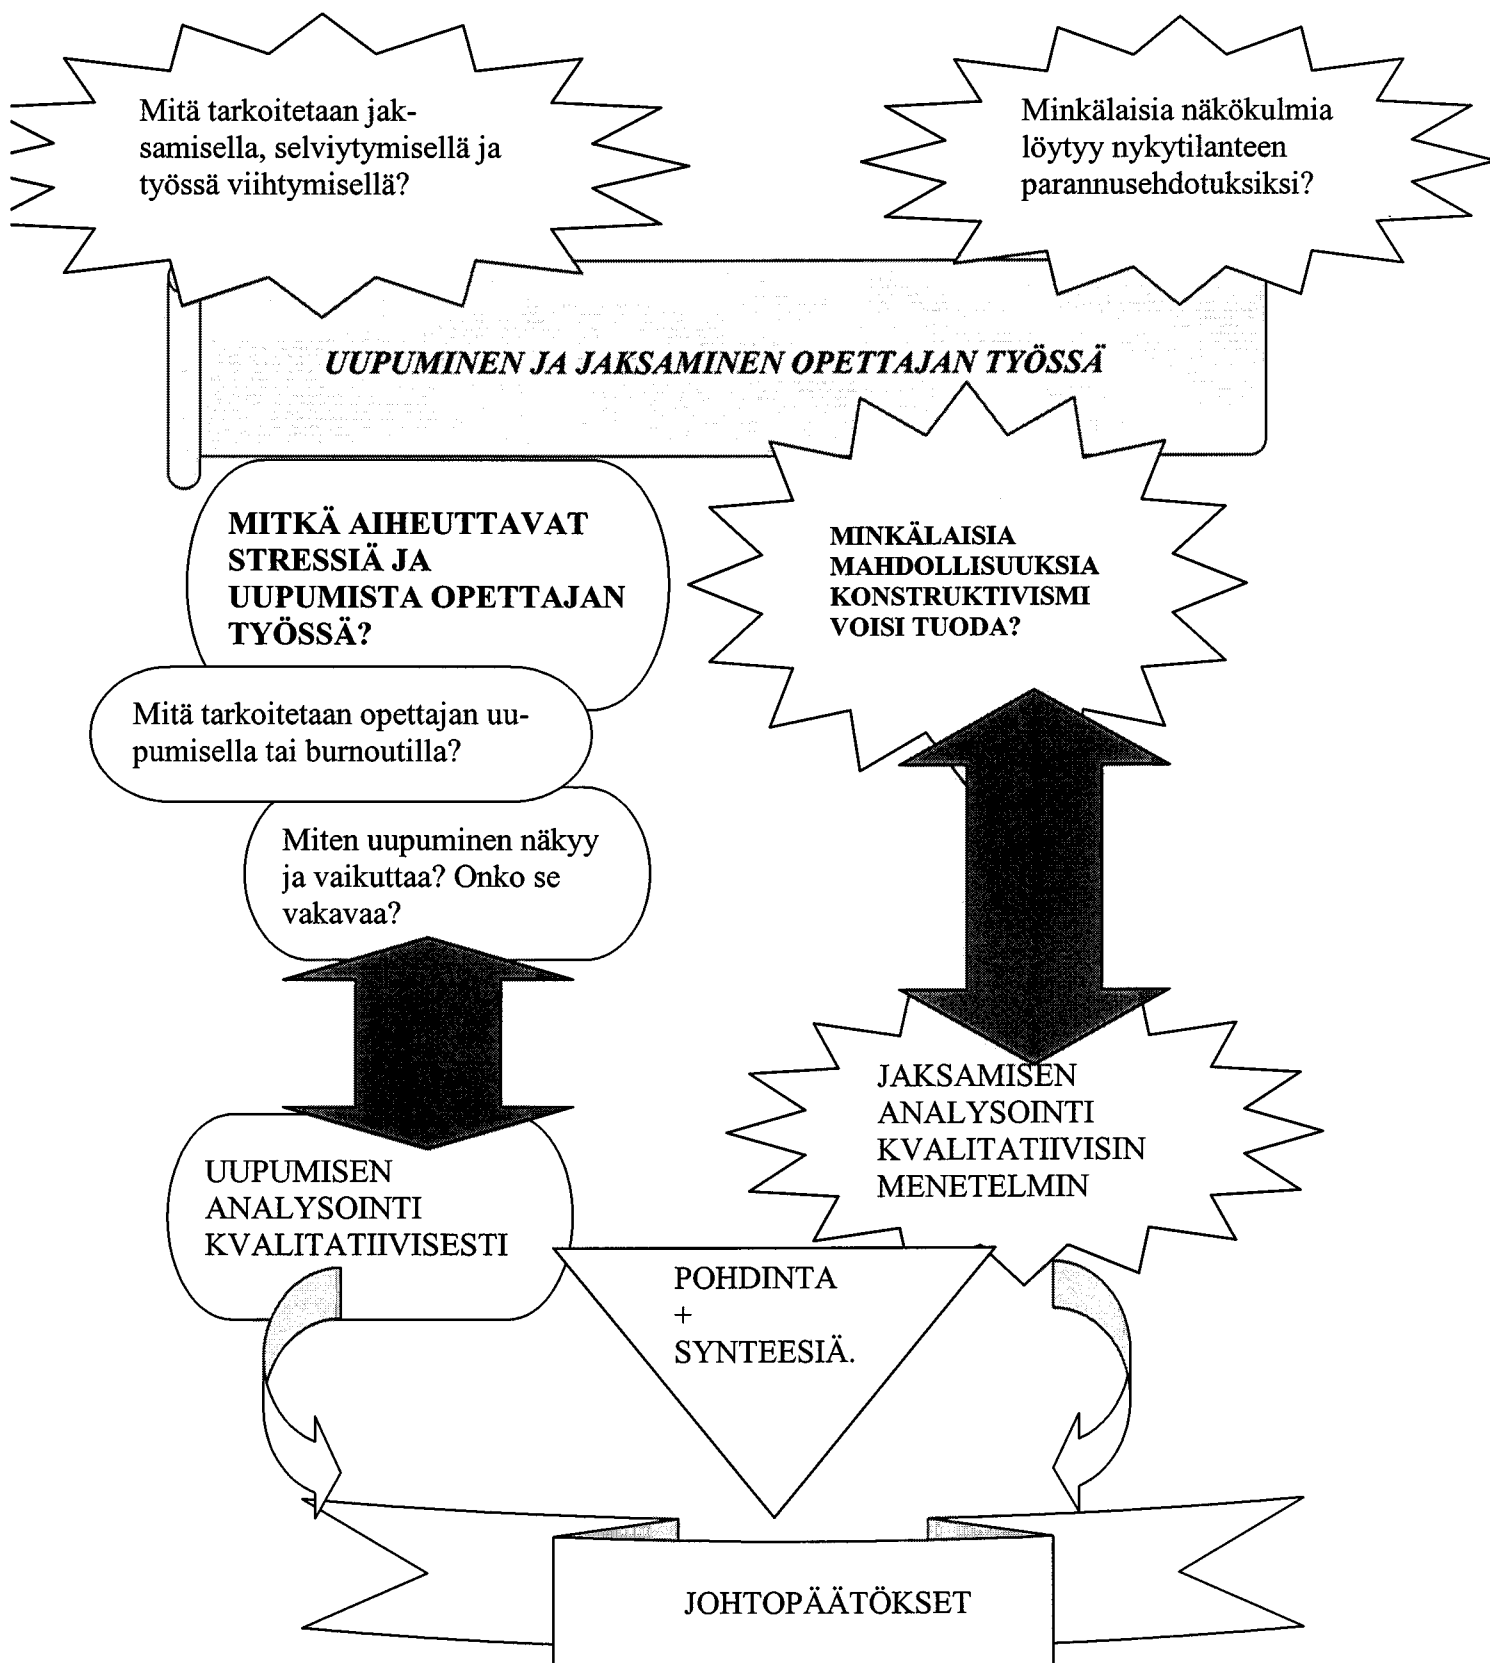 Mitä tarkoitetaan jak-
samisella, selviytymisellä ja
työssä viihtymisellä?
Minkälaisia näkökulmia
löytyy nykytilanteen
parannusehdotuksiksi?
UUPUMINEN JA JAKSAMINEN OPETTAJAN TYÖSSÄ
MITKÄ AIHEUTTAVAT
STRESSIÄ JA
UUPUMISTA OPETTAJAN
TYÖSSÄ?
MINKÄLAISIA
MAHDOLLISUUKSIA
KONSTRUKTIVISMI
VOISI TUODA?
Mitä tarkoitetaan opettajan uu-
pumisella tai burnoutilla?
Miten uupuminen näkyy
ja vaikuttaa? Onko se
vakavaa?
JAKSAMISEN
ANALYSOINTI
KVALITATIIVISIN
MENETELMIN
UUPUMISEN
ANALYSOINTI
KVALITATIIVISESTI
POHDINTA
+
SYNTEESIÄ.
JOHTOPÄÄTÖKSET